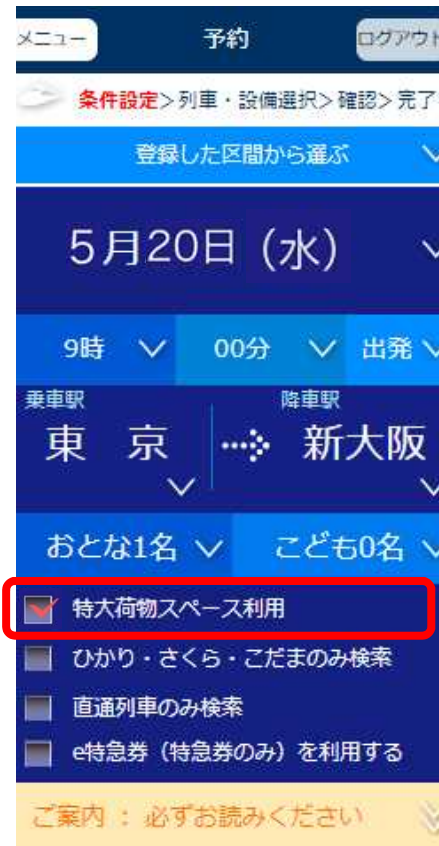 メニュー 予約 ログアウト
条件設定>列車・設備選択>確認>完了
登録した区間から選ぶ
5月20日 (水)
9時 00分 出発
乗車駅 降車駅
東 京 新大阪
おとな1名 こども0名
特大荷物スペース利用
ひかり・さくら・こだまのみ検索
直通列車のみ検索
e特急券（特急券のみ）を利用する
ご案内 : 必ずお読みください